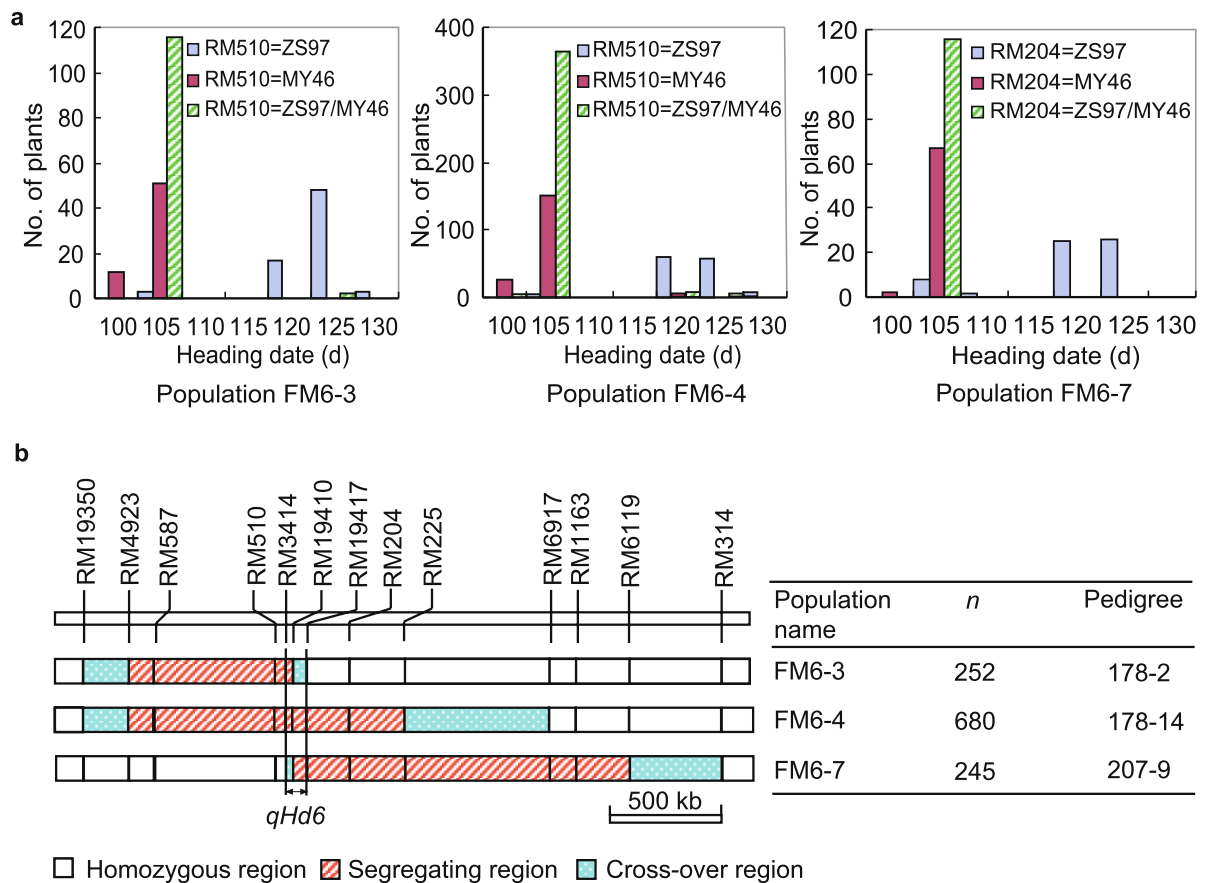 a
120
100
80
60
40
20
0
No. of plants
RM510=ZS97
RM510=MY46
RM510=ZS97/MY46
100 105 110 115 120 125 130
Heading date (d)
Population FM6-3
400
300
200
100
0
No. of plants
RM510=ZS97
RM510=MY46
RM510=ZS97/MY46
100 105 110 115 120 125 130
Heading date (d)
Population FM6-4
120
100
80
60
40
20
0
No. of plants
RM204=ZS97
RM204=MY46
RM204=ZS97/MY46
100 105 110 115 120 125 130
Heading date (d)
Population FM6-7
b
RM19350
RM4923
RM587
RM510
RM3414
RM19410
RM19417
RM204
RM225
RM6917
RM1163
RM6119
RM314
qHd6
500 kb
Population name n Pedigree
FM6-3 252 178-2
FM6-4 680 178-14
FM6-7 245 207-9
Homozygous region Segregating region Cross-over region